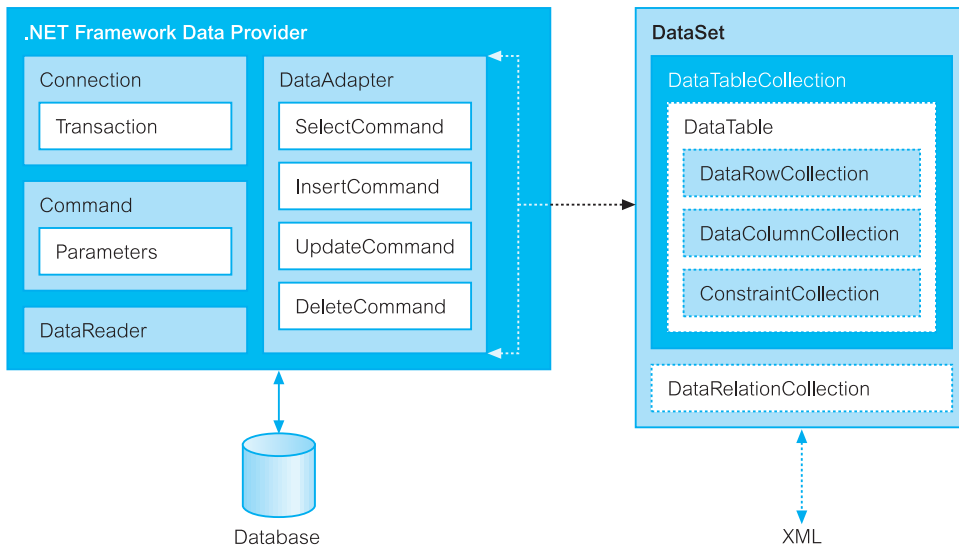 .NET Framework Data Provider
Connection
Transaction
Command
Parameters
DataReader
DataAdapter
SelectCommand
InsertCommand
UpdateCommand
DeleteCommand
Database
DataSet
DataTableCollection
DataTable
DataRowCollection
DataColumnCollection
ConstraintCollection
DataRelationCollection
XML